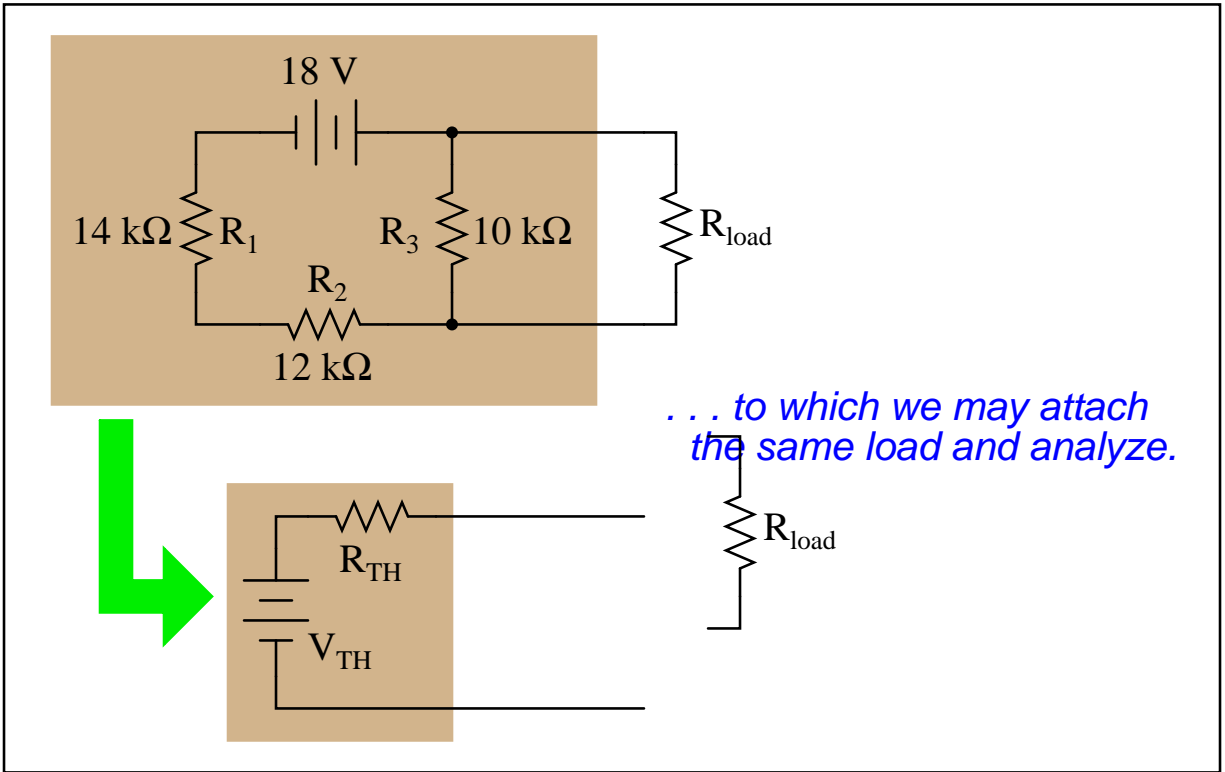 18 V
14 kΩ R1 R3 10 kΩ Rload
R2
12 kΩ
. . . to which we may attach
the same load and analyze.
Rload
RTH
VTH